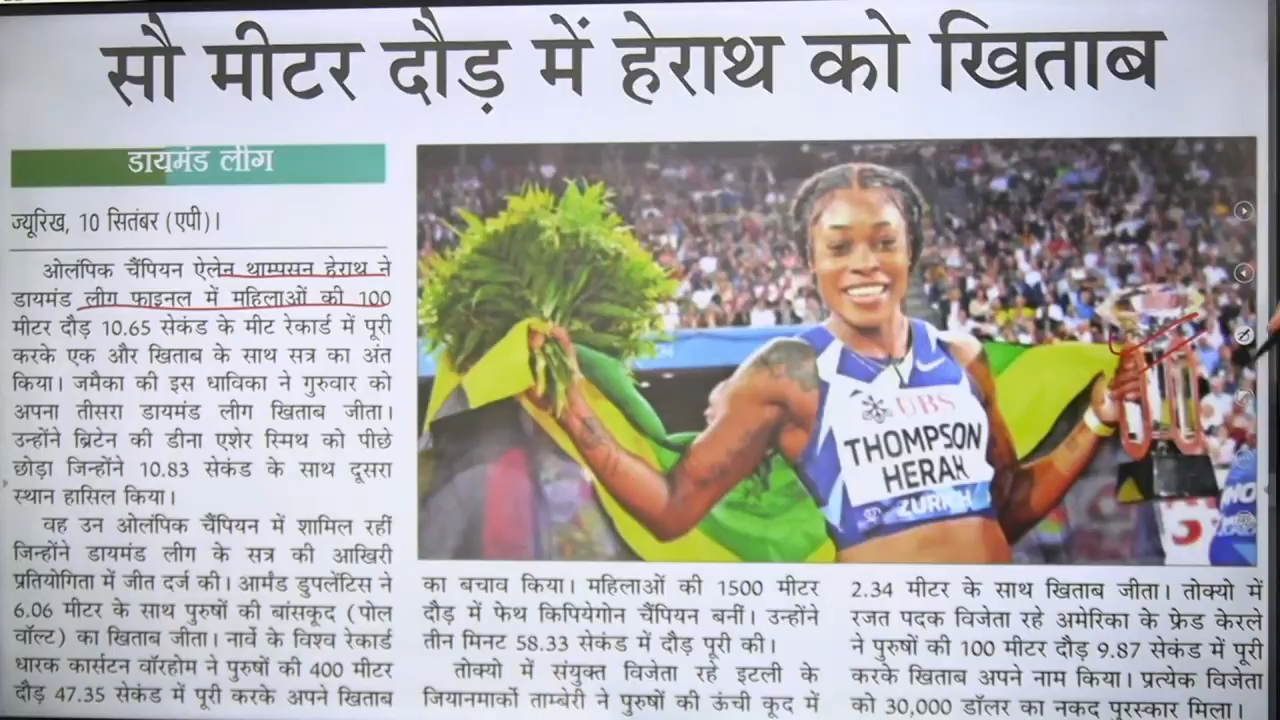 सौ मीटर दौड़ में हेराथ को खिताब
डायमंड लीग
ज्यूरिख, 10 सितंबर (एपी)।
ओलंपिक चैंपियन ऐलेन थाम्पसन हेराथ ने
डायमंड लीग फाइनल में महिलाओं की 100
मीटर दौड़ 10.65 सेकंड के मीट रेकार्ड में पूरी
करके एक और खिताब के साथ सत्र का अंत
किया। जमैका की इस धाविका ने गुरुवार को
अपना तीसरा डायमंड लीग खिताब जीता।
उन्होंने ब्रिटेन की डीना एशेर स्मिथ को पीछे
छोड़ा जिन्होंने 10.83 सेकंड के साथ दूसरा
स्थान हासिल किया।
वह उन ओलंपिक चैंपियन में शामिल रहीं
जिन्होंने डायमंड लीग के सत्र की आखिरी
प्रतियोगिता में जीत दर्ज की। आर्मंड डुपलेंटिस ने
6.06 मीटर के साथ पुरुषों की बांसकूद (पोल
वॉल्ट) का खिताब जीता। नार्वे के विश्व रेकार्ड
धारक कार्सटन वॉरहोम ने पुरुषों की 400 मीटर
दौड़ 47.35 सेकंड में पूरी करके अपने खिताब
का बचाव किया। महिलाओं की 1500 मीटर
दौड़ में फेथ किपियेगोन चैंपियन बनीं। उन्होंने
तीन मिनट 58.33 सेकंड में दौड़ पूरी की।
तोक्यो में संयुक्त विजेता रहे इटली के
जियानमार्को ताम्बेरी ने पुरुषों की ऊंची कूद में
2.34 मीटर के साथ खिताब जीता। तोक्यो में
रजत पदक विजेता रहे अमेरिका के फ्रेड केरले
ने पुरुषों की 100 मीटर दौड़ 9.87 सेकंड में पूरी
करके खिताब अपने नाम किया। प्रत्येक विजेता
को 30,000 डॉलर का नकद पुरस्कार मिला।
UBS
THOMPSON
HERAH
ZURICH